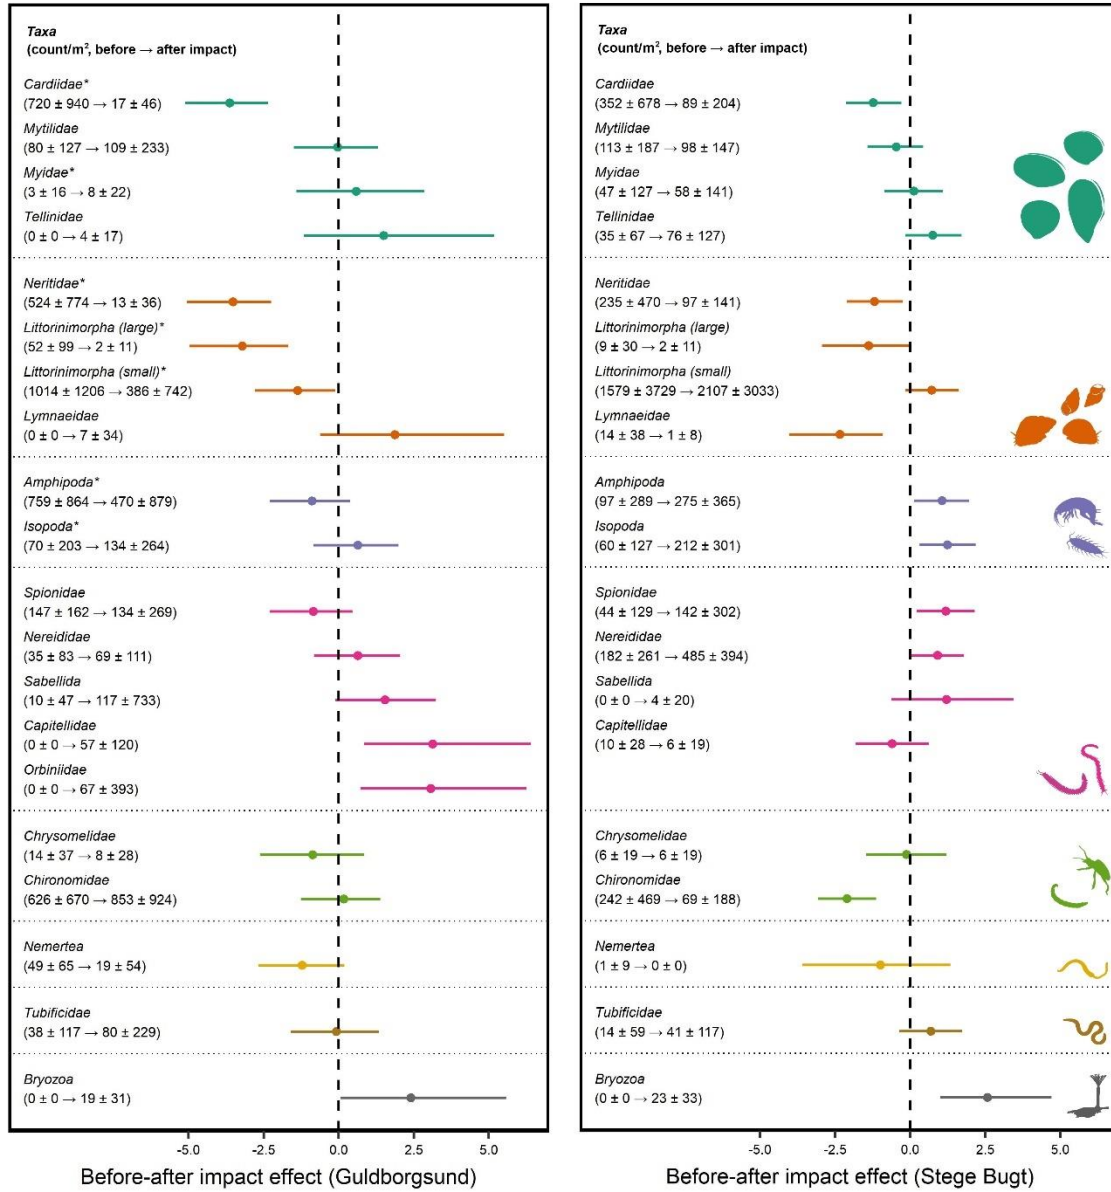 Taxa
(count/m², before → after impact)
Cardiidae*
(720 ± 940 → 17 ± 46)
Mytilidae
(80 ± 127 → 109 ± 233)
Myidae*
(3 ± 16 → 8 ± 22)
Tellinidae
(0 ± 0 → 4 ± 17)
Neritidae*
(524 ± 774 → 13 ± 36)
Littorinimorpha (large)*
(52 ± 99 → 2 ± 11)
Littorinimorpha (small)*
(1014 ± 1206 → 386 ± 742)
Lymnaeidae
(0 ± 0 → 7 ± 34)
Amphipoda*
(759 ± 864 → 470 ± 879)
Isopoda*
(70 ± 203 → 134 ± 264)
Spionidae
(147 ± 162 → 134 ± 269)
Nereididae
(35 ± 83 → 69 ± 111)
Sabellida
(10 ± 47 → 117 ± 733)
Capitellidae
(0 ± 0 → 57 ± 120)
Orbiniidae
(0 ± 0 → 67 ± 393)
Chrysomelidae
(14 ± 37 → 8 ± 28)
Chironomidae
(626 ± 670 → 853 ± 924)
Nemertea
(49 ± 65 → 19 ± 54)
Tubificidae
(38 ± 117 → 80 ± 229)
Bryozoa
(0 ± 0 → 19 ± 31)
-5.0 -2.5 0.0 2.5 5.0
Before-after impact effect (Guldborgsund)
Taxa
(count/m², before → after impact)
Cardiidae
(352 ± 678 → 89 ± 204)
Mytilidae
(113 ± 187 → 98 ± 147)
Myidae
(47 ± 127 → 58 ± 141)
Tellinidae
(35 ± 67 → 76 ± 127)
Neritidae
(235 ± 470 → 97 ± 141)
Littorinimorpha (large)
(9 ± 30 → 2 ± 11)
Littorinimorpha (small)
(1579 ± 3729 → 2107 ± 3033)
Lymnaeidae
(14 ± 38 → 1 ± 8)
Amphipoda
(97 ± 289 → 275 ± 365)
Isopoda
(60 ± 127 → 212 ± 301)
Spionidae
(44 ± 129 → 142 ± 302)
Nereididae
(182 ± 261 → 485 ± 394)
Sabellida
(0 ± 0 → 4 ± 20)
Capitellidae
(10 ± 28 → 6 ± 19)
Chrysomelidae
(6 ± 19 → 6 ± 19)
Chironomidae
(242 ± 469 → 69 ± 188)
Nemertea
(1 ± 9 → 0 ± 0)
Tubificidae
(14 ± 59 → 41 ± 117)
Bryozoa
(0 ± 0 → 23 ± 33)
-5.0 -2.5 0.0 2.5 5.0
Before-after impact effect (Stege Bugt)